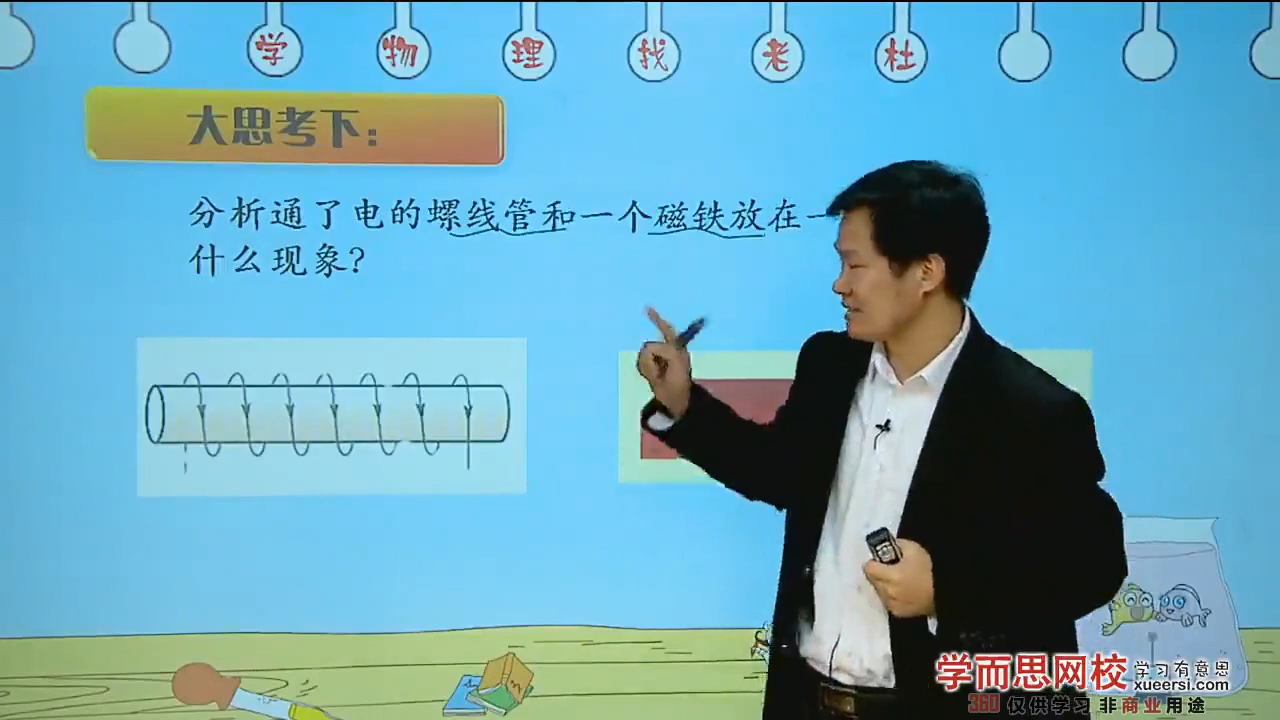 学物理找老杜
大思考下：
分析通了电的螺线管和一个磁铁放在一
什么现象？
学而思网校 学习有意思
xueersi.com
360 仅供学习 非商业用途